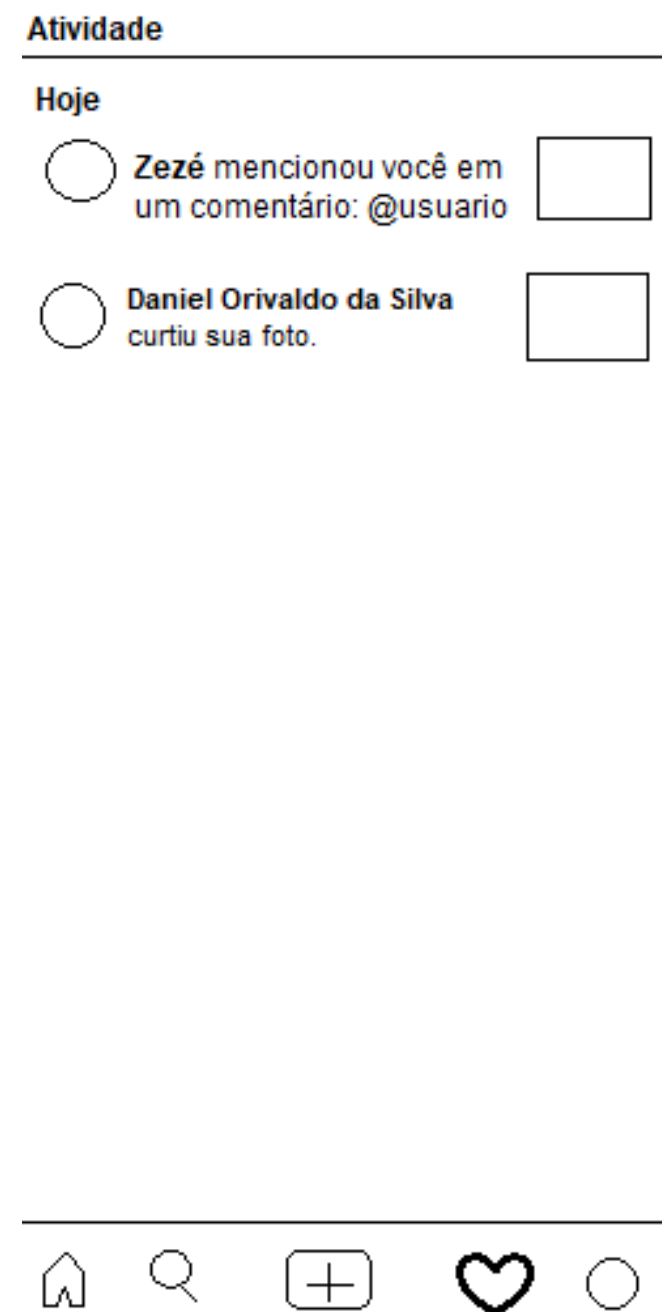 Atividade
Hoje
Zezé mencionou você em
um comentário: @usuario
Daniel Orivaldo da Silva
curtiu sua foto.